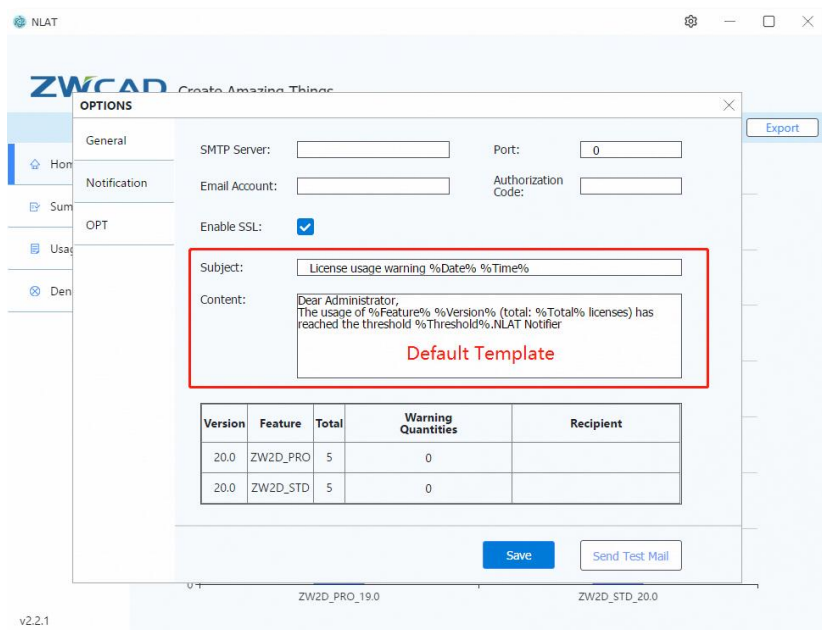 NLAT
ZWCAD Create Amazing Things
OPTIONS
Export
General
Notification
OPT
Hom
Sum
Usag
Den
SMTP Server:
Port: 0
Email Account:
Authorization
Code:
Enable SSL:
Subject: License usage warning %Date% %Time%
Content: Dear Administrator,
The usage of %Feature% %Version% (total: %Total% licenses) has
reached the threshold %Threshold%.NLAT Notifier
Default Template
Version Feature Total Warning Quantities Recipient
20.0 ZW2D_PRO 5 0
20.0 ZW2D_STD 5 0
Save Send Test Mail
0
ZW2D_PRO_19.0 ZW2D_STD_20.0
v2.2.1